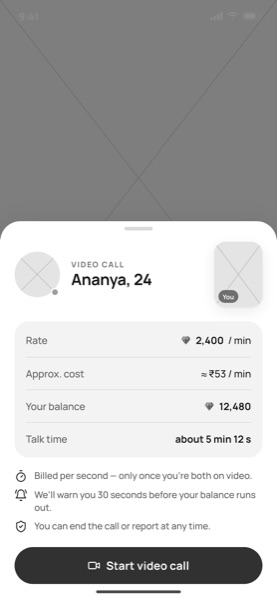 9:41
VIDEO CALL
Ananya, 24
You
Rate 2,400 / min
Approx. cost ≈ ₹53 / min
Your balance 12,480
Talk time about 5 min 12 s
Billed per second — only once you're both on video.
We'll warn you 30 seconds before your balance runs
out.
You can end the call or report at any time.
Start video call